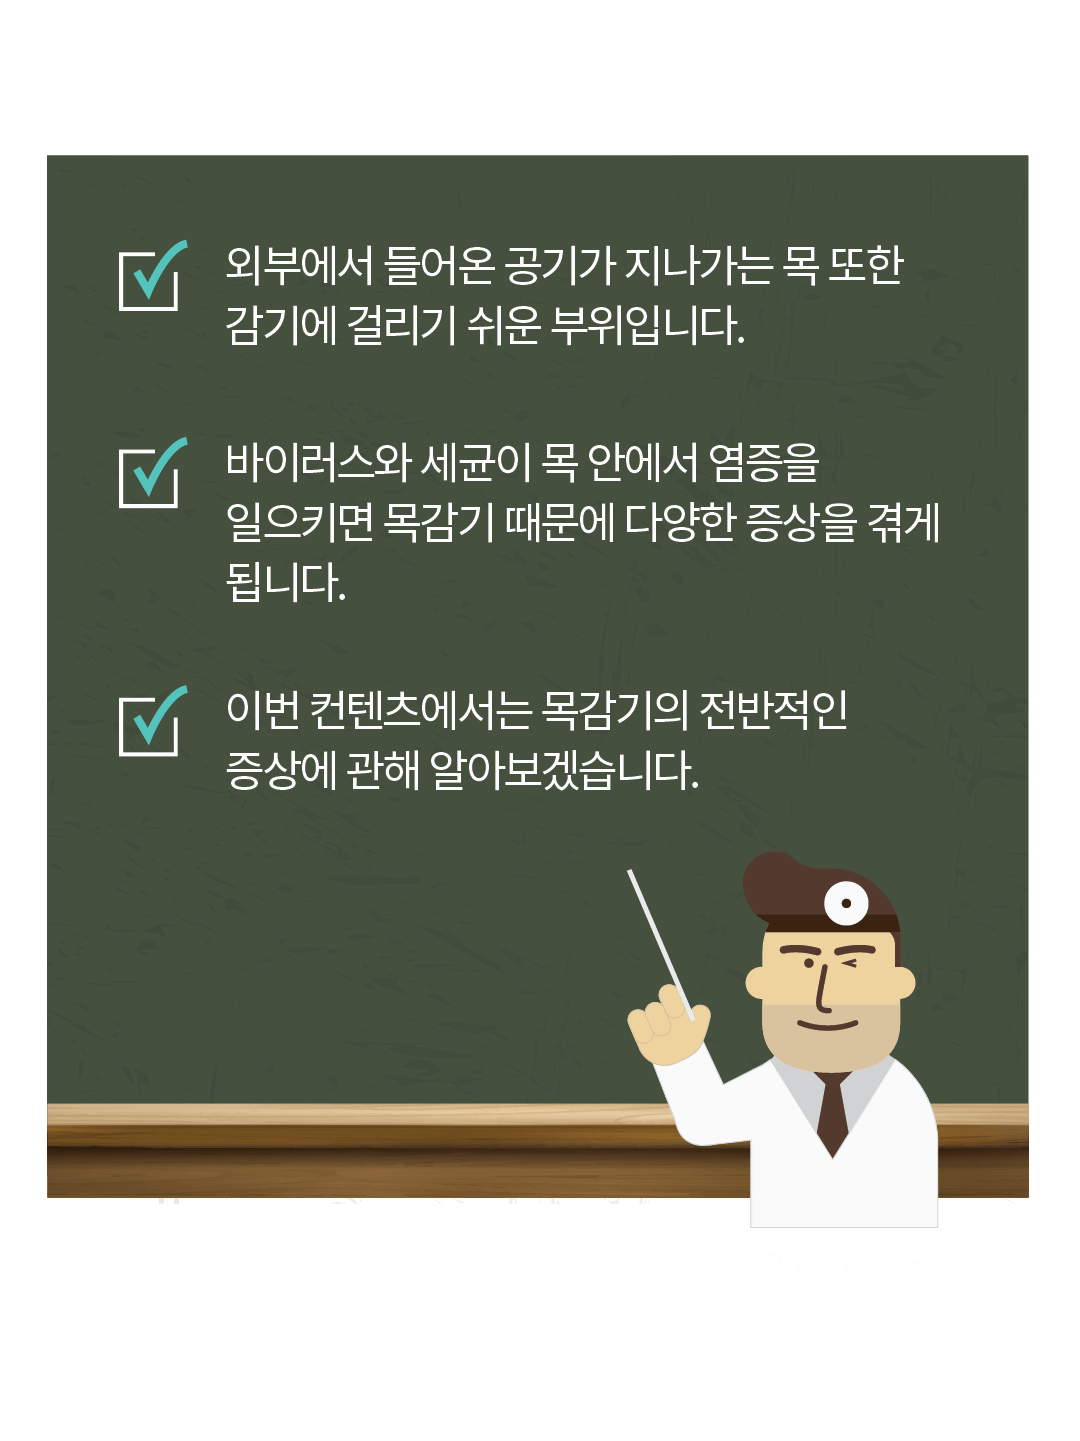 외부에서 들어온 공기가 지나가는 목 또한
감기에 걸리기 쉬운 부위입니다.
바이러스와 세균이 목 안에서 염증을
일으키면 목감기 때문에 다양한 증상을 겪게
됩니다.
이번 컨텐츠에서는 목감기의 전반적인
증상에 관해 알아보겠습니다.